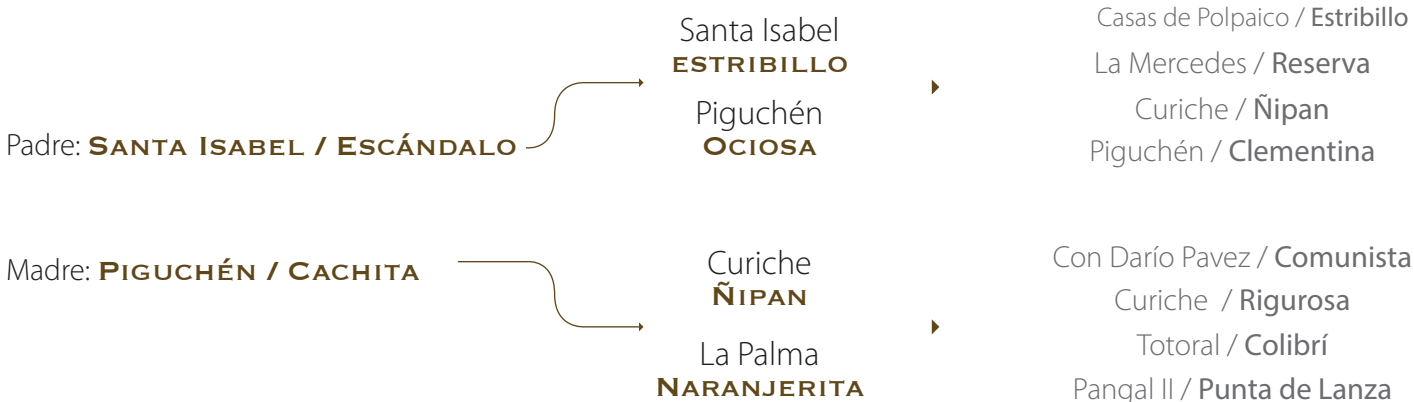 Padre: SANTA ISABEL / ESCÁNDALO
Santa Isabel
ESTRIBILLO
Piguchén
OCIOSA
Casas de Polpaico / Estribillo
La Mercedes / Reserva
Curiche / Ñipan
Piguchén / Clementina
Madre: PIGUCHÉN / CACHITA
Curiche
ÑIPAN
La Palma
NARANJERITA
Con Darío Pavez / Comunista
Curiche / Rigurosa
Totoral / Colibrí
Pangal II / Punta de Lanza